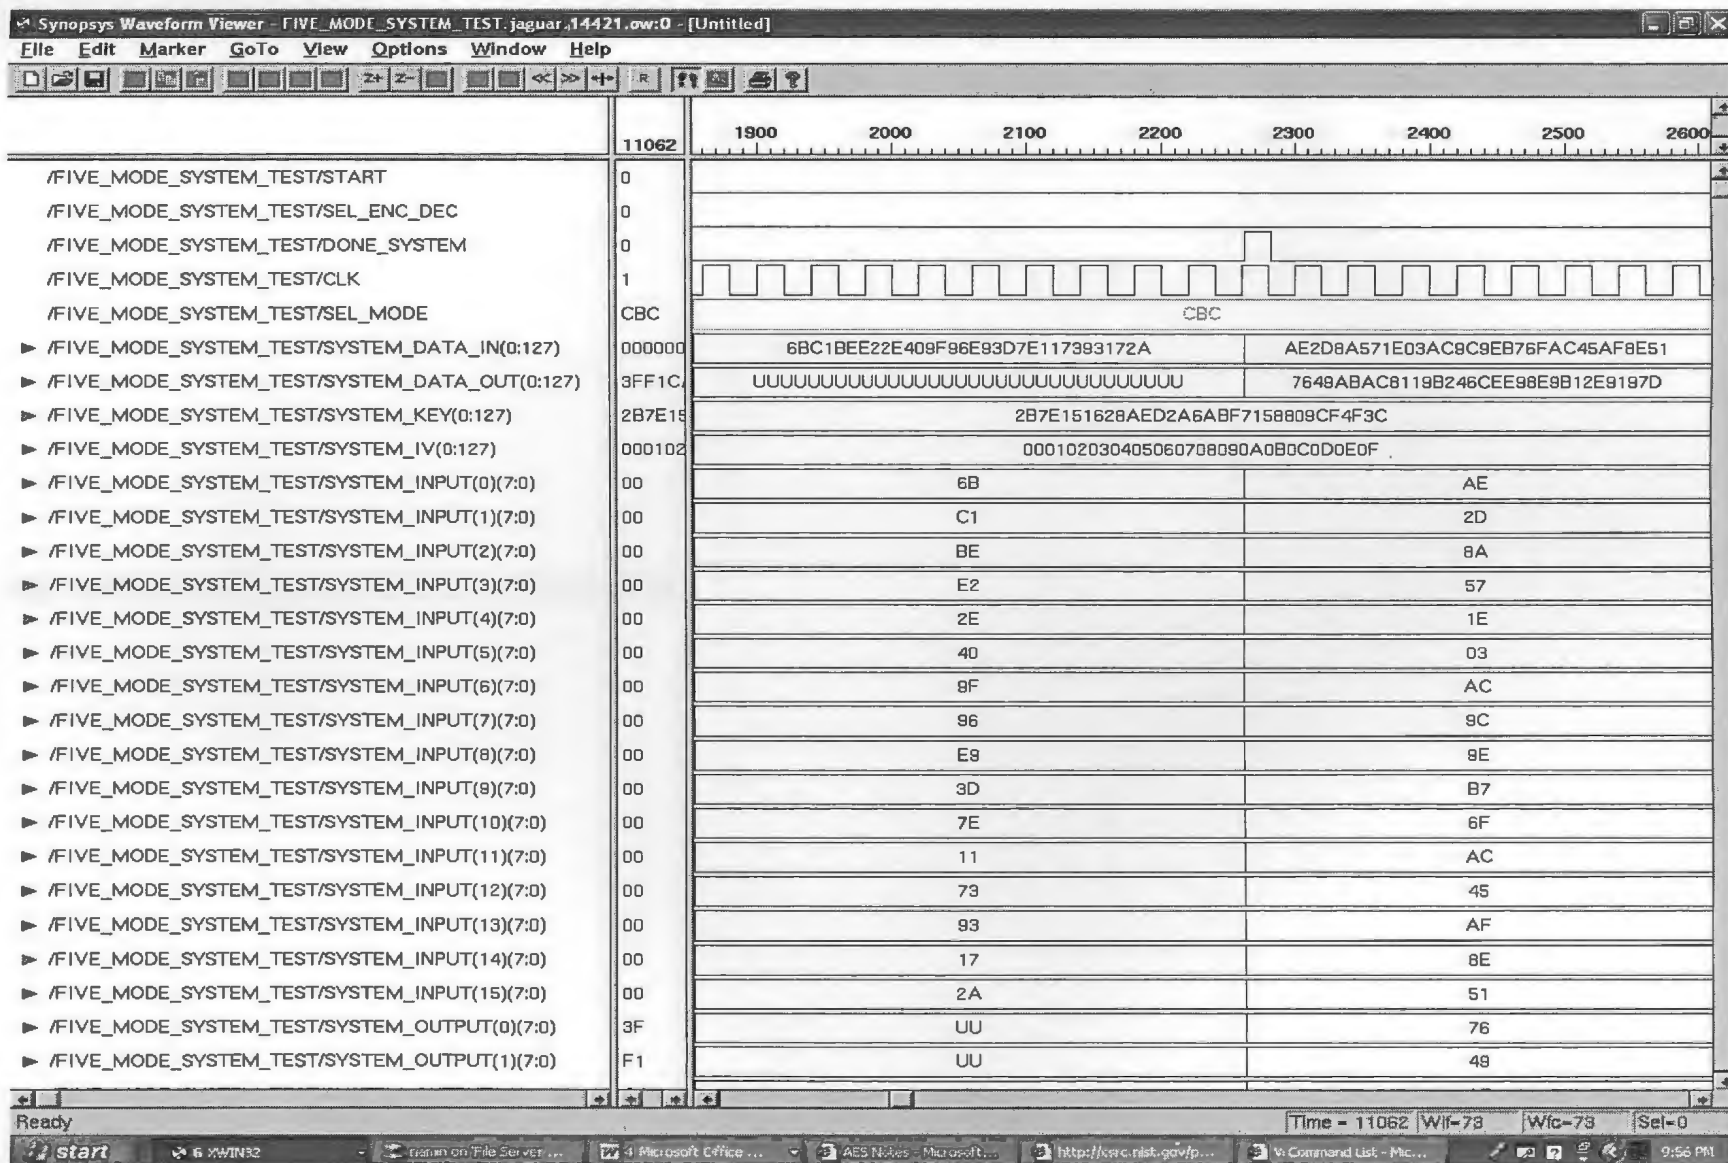 Synopsys Waveform Viewer - FIVE_MODE_SYSTEM_TEST.jaguar.14421.ow:0 - [Untitled]
File Edit Marker GoTo View Options Window Help
Z+ Z- << >> R ?
11062 1900 2000 2100 2200 2300 2400 2500 2600
/FIVE_MODE_SYSTEM_TEST/START 0
/FIVE_MODE_SYSTEM_TEST/SEL_ENC_DEC 0
/FIVE_MODE_SYSTEM_TEST/DONE_SYSTEM 0
/FIVE_MODE_SYSTEM_TEST/CLK 1
/FIVE_MODE_SYSTEM_TEST/SEL_MODE CBC CBC
/FIVE_MODE_SYSTEM_TEST/SYSTEM_DATA_IN(0:127) 000000 6BC1BEE22E409F96E93D7E117393172A AE2D8A571E03AC9C9EB76FAC45AF8E51
/FIVE_MODE_SYSTEM_TEST/SYSTEM_DATA_OUT(0:127) 3FF1C UUUUUUUUUUUUUUUUUUUUUUUUUUUUUUUU 7649ABAC8119B246CEE98E9B12E9197D
/FIVE_MODE_SYSTEM_TEST/SYSTEM_KEY(0:127) 2B7E15 2B7E151628AED2A6ABF7158809CF4F3C
/FIVE_MODE_SYSTEM_TEST/SYSTEM_IV(0:127) 000102 000102030405060708090A0B0C0D0E0F
/FIVE_MODE_SYSTEM_TEST/SYSTEM_INPUT(0)(7:0) 00 6B AE
/FIVE_MODE_SYSTEM_TEST/SYSTEM_INPUT(1)(7:0) 00 C1 2D
/FIVE_MODE_SYSTEM_TEST/SYSTEM_INPUT(2)(7:0) 00 BE 8A
/FIVE_MODE_SYSTEM_TEST/SYSTEM_INPUT(3)(7:0) 00 E2 57
/FIVE_MODE_SYSTEM_TEST/SYSTEM_INPUT(4)(7:0) 00 2E 1E
/FIVE_MODE_SYSTEM_TEST/SYSTEM_INPUT(5)(7:0) 00 40 03
/FIVE_MODE_SYSTEM_TEST/SYSTEM_INPUT(6)(7:0) 00 9F AC
/FIVE_MODE_SYSTEM_TEST/SYSTEM_INPUT(7)(7:0) 00 96 9C
/FIVE_MODE_SYSTEM_TEST/SYSTEM_INPUT(8)(7:0) 00 E9 9E
/FIVE_MODE_SYSTEM_TEST/SYSTEM_INPUT(9)(7:0) 00 3D B7
/FIVE_MODE_SYSTEM_TEST/SYSTEM_INPUT(10)(7:0) 00 7E 6F
/FIVE_MODE_SYSTEM_TEST/SYSTEM_INPUT(11)(7:0) 00 11 AC
/FIVE_MODE_SYSTEM_TEST/SYSTEM_INPUT(12)(7:0) 00 73 45
/FIVE_MODE_SYSTEM_TEST/SYSTEM_INPUT(13)(7:0) 00 93 AF
/FIVE_MODE_SYSTEM_TEST/SYSTEM_INPUT(14)(7:0) 00 17 8E
/FIVE_MODE_SYSTEM_TEST/SYSTEM_INPUT(15)(7:0) 00 2A 51
/FIVE_MODE_SYSTEM_TEST/SYSTEM_OUTPUT(0)(7:0) 3F UU 76
/FIVE_MODE_SYSTEM_TEST/SYSTEM_OUTPUT(1)(7:0) F1 UU 49
Ready Time = 11062 Wif=73 Wfc=73 Sel=0
start 6 XWIN32 on 'File Server ... 4 Microsoft Office ... AES Notes - Microsoft... http://csrc.nist.gov/p... Vi Command List - Mic... 9:56 PM